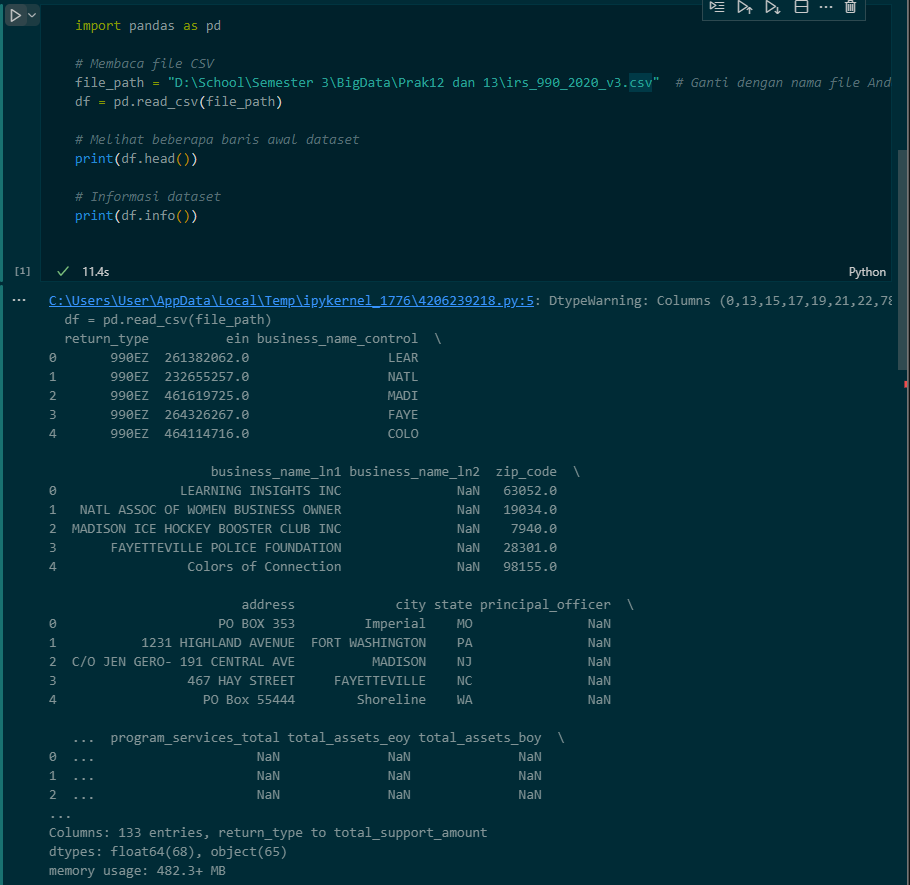 import pandas as pd
# Membaca file CSV
file_path = "D:\School\Semester 3\BigData\Prak12 dan 13\irs_990_2020_v3.csv"  # Ganti dengan nama file And
df = pd.read_csv(file_path)
# Melihat beberapa baris awal dataset
print(df.head())
# Informasi dataset
print(df.info())
[1] 11.4s Python
... C:\Users\User\AppData\Local\Temp\ipykernel_1776\4206239218.py:5: DtypeWarning: Columns (0,13,15,17,19,21,22,78
df = pd.read_csv(file_path)
return_type ein business_name_control \
0 990EZ 261382062.0 LEAR
1 990EZ 232655257.0 NATL
2 990EZ 461619725.0 MADI
3 990EZ 264326267.0 FAYE
4 990EZ 464114716.0 COLO
business_name_ln1 business_name_ln2 zip_code \
0 LEARNING INSIGHTS INC NaN 63052.0
1 NATL ASSOC OF WOMEN BUSINESS OWNER NaN 19034.0
2 MADISON ICE HOCKEY BOOSTER CLUB INC NaN 7940.0
3 FAYETTEVILLE POLICE FOUNDATION NaN 28301.0
4 Colors of Connection NaN 98155.0
address city state principal_officer \
0 PO BOX 353 Imperial MO NaN
1 1231 HIGHLAND AVENUE FORT WASHINGTON PA NaN
2 C/O JEN GERO- 191 CENTRAL AVE MADISON NJ NaN
3 467 HAY STREET FAYETTEVILLE NC NaN
4 PO Box 55444 Shoreline WA NaN
... program_services_total total_assets_eoy total_assets_boy \
0 ... NaN NaN NaN
1 ... NaN NaN NaN
2 ... NaN NaN NaN
...
Columns: 133 entries, return_type to total_support_amount
dtypes: float64(68), object(65)
memory usage: 482.3+ MB